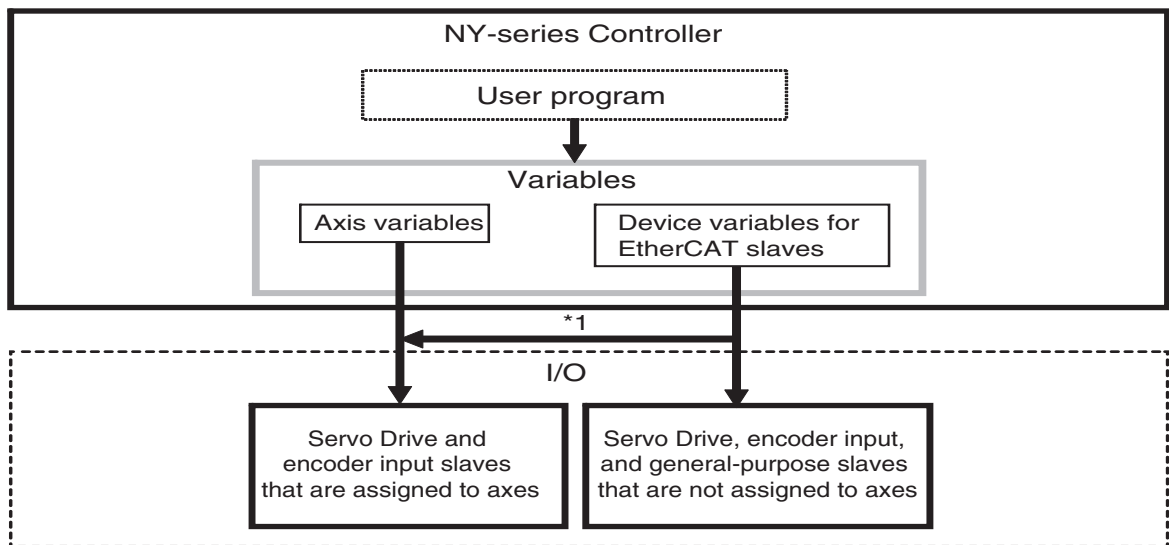 NY-series Controller
User program
Variables
Axis variables
Device variables for
EtherCAT slaves
*1
I/O
Servo Drive and
encoder input slaves
that are assigned to axes
Servo Drive, encoder input,
and general-purpose slaves
that are not assigned to axes